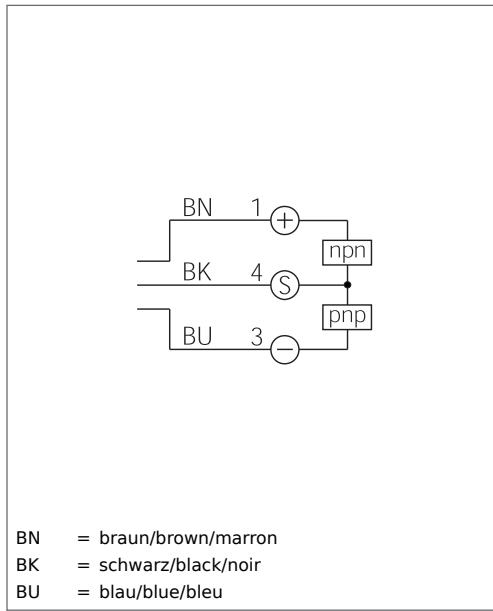 BN 1 +
npn
BK 4 S
pnp
BU 3 −
BN = braun/brown/marron
BK = schwarz/black/noir
BU = blau/blue/bleu